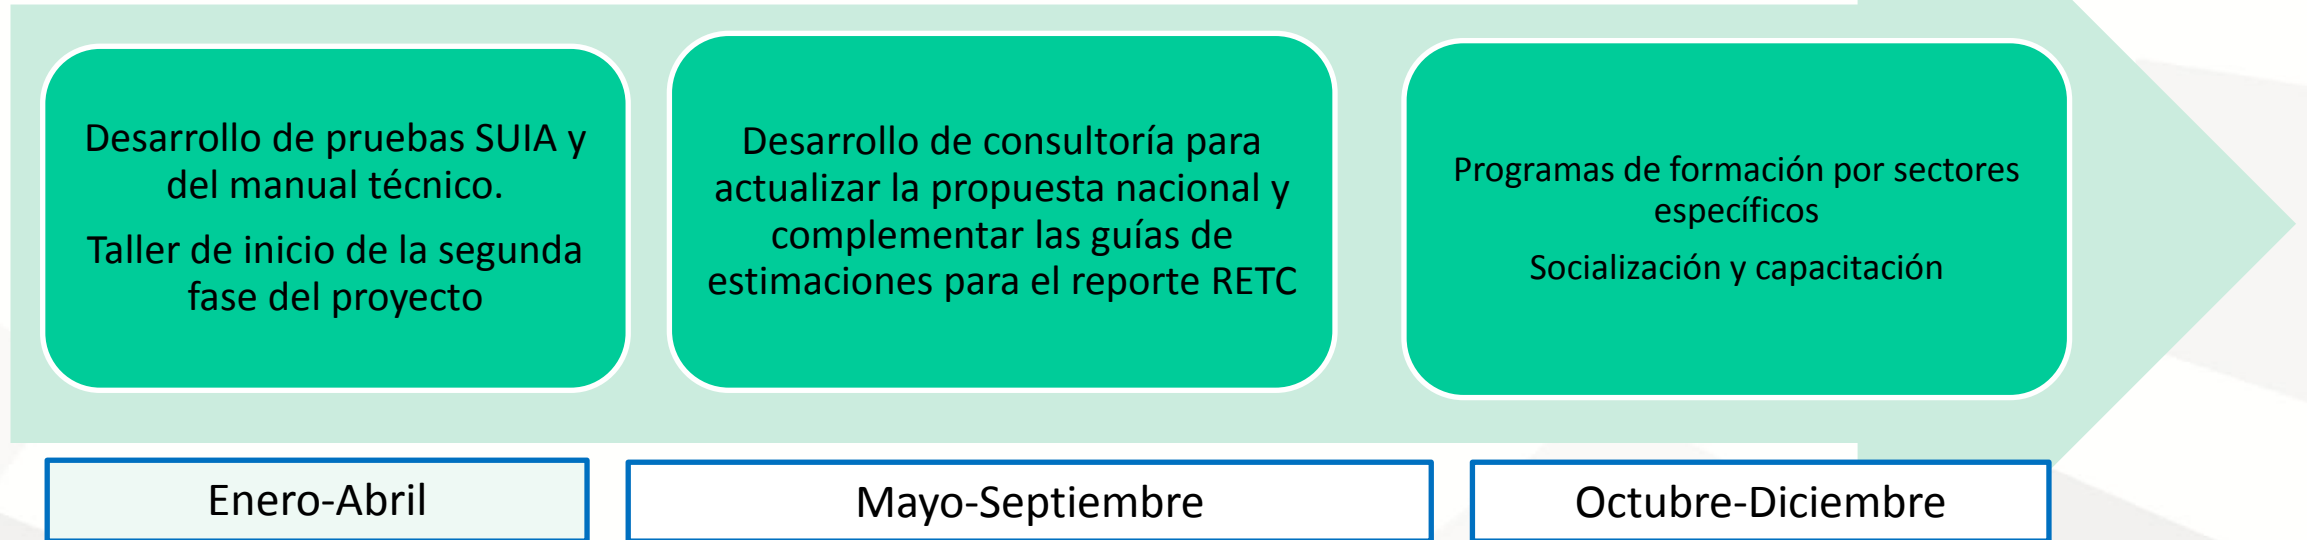 Desarrollo de pruebas SUIA y
del manual técnico.
Taller de inicio de la segunda
fase del proyecto
Desarrollo de consultoría para
actualizar la propuesta nacional y
complementar las guías de
estimaciones para el reporte RETC
Programas de formación por sectores
específicos
Socialización y capacitación
Enero-Abril
Mayo-Septiembre
Octubre-Diciembre